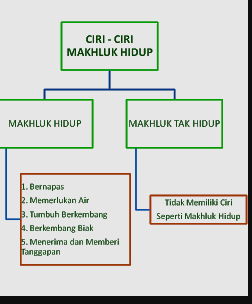 CIRI - CIRI
MAKHLUK HIDUP
MAKHLUK HIDUP
MAKHLUK TAK HIDUP
1. Bernapas
2. Memerlukan Air
3. Tumbuh Berkembang
4. Berkembang Biak
5. Menerima dan Memberi
Tanggapan
Tidak Memiliki Ciri
Seperti Makhluk Hidup